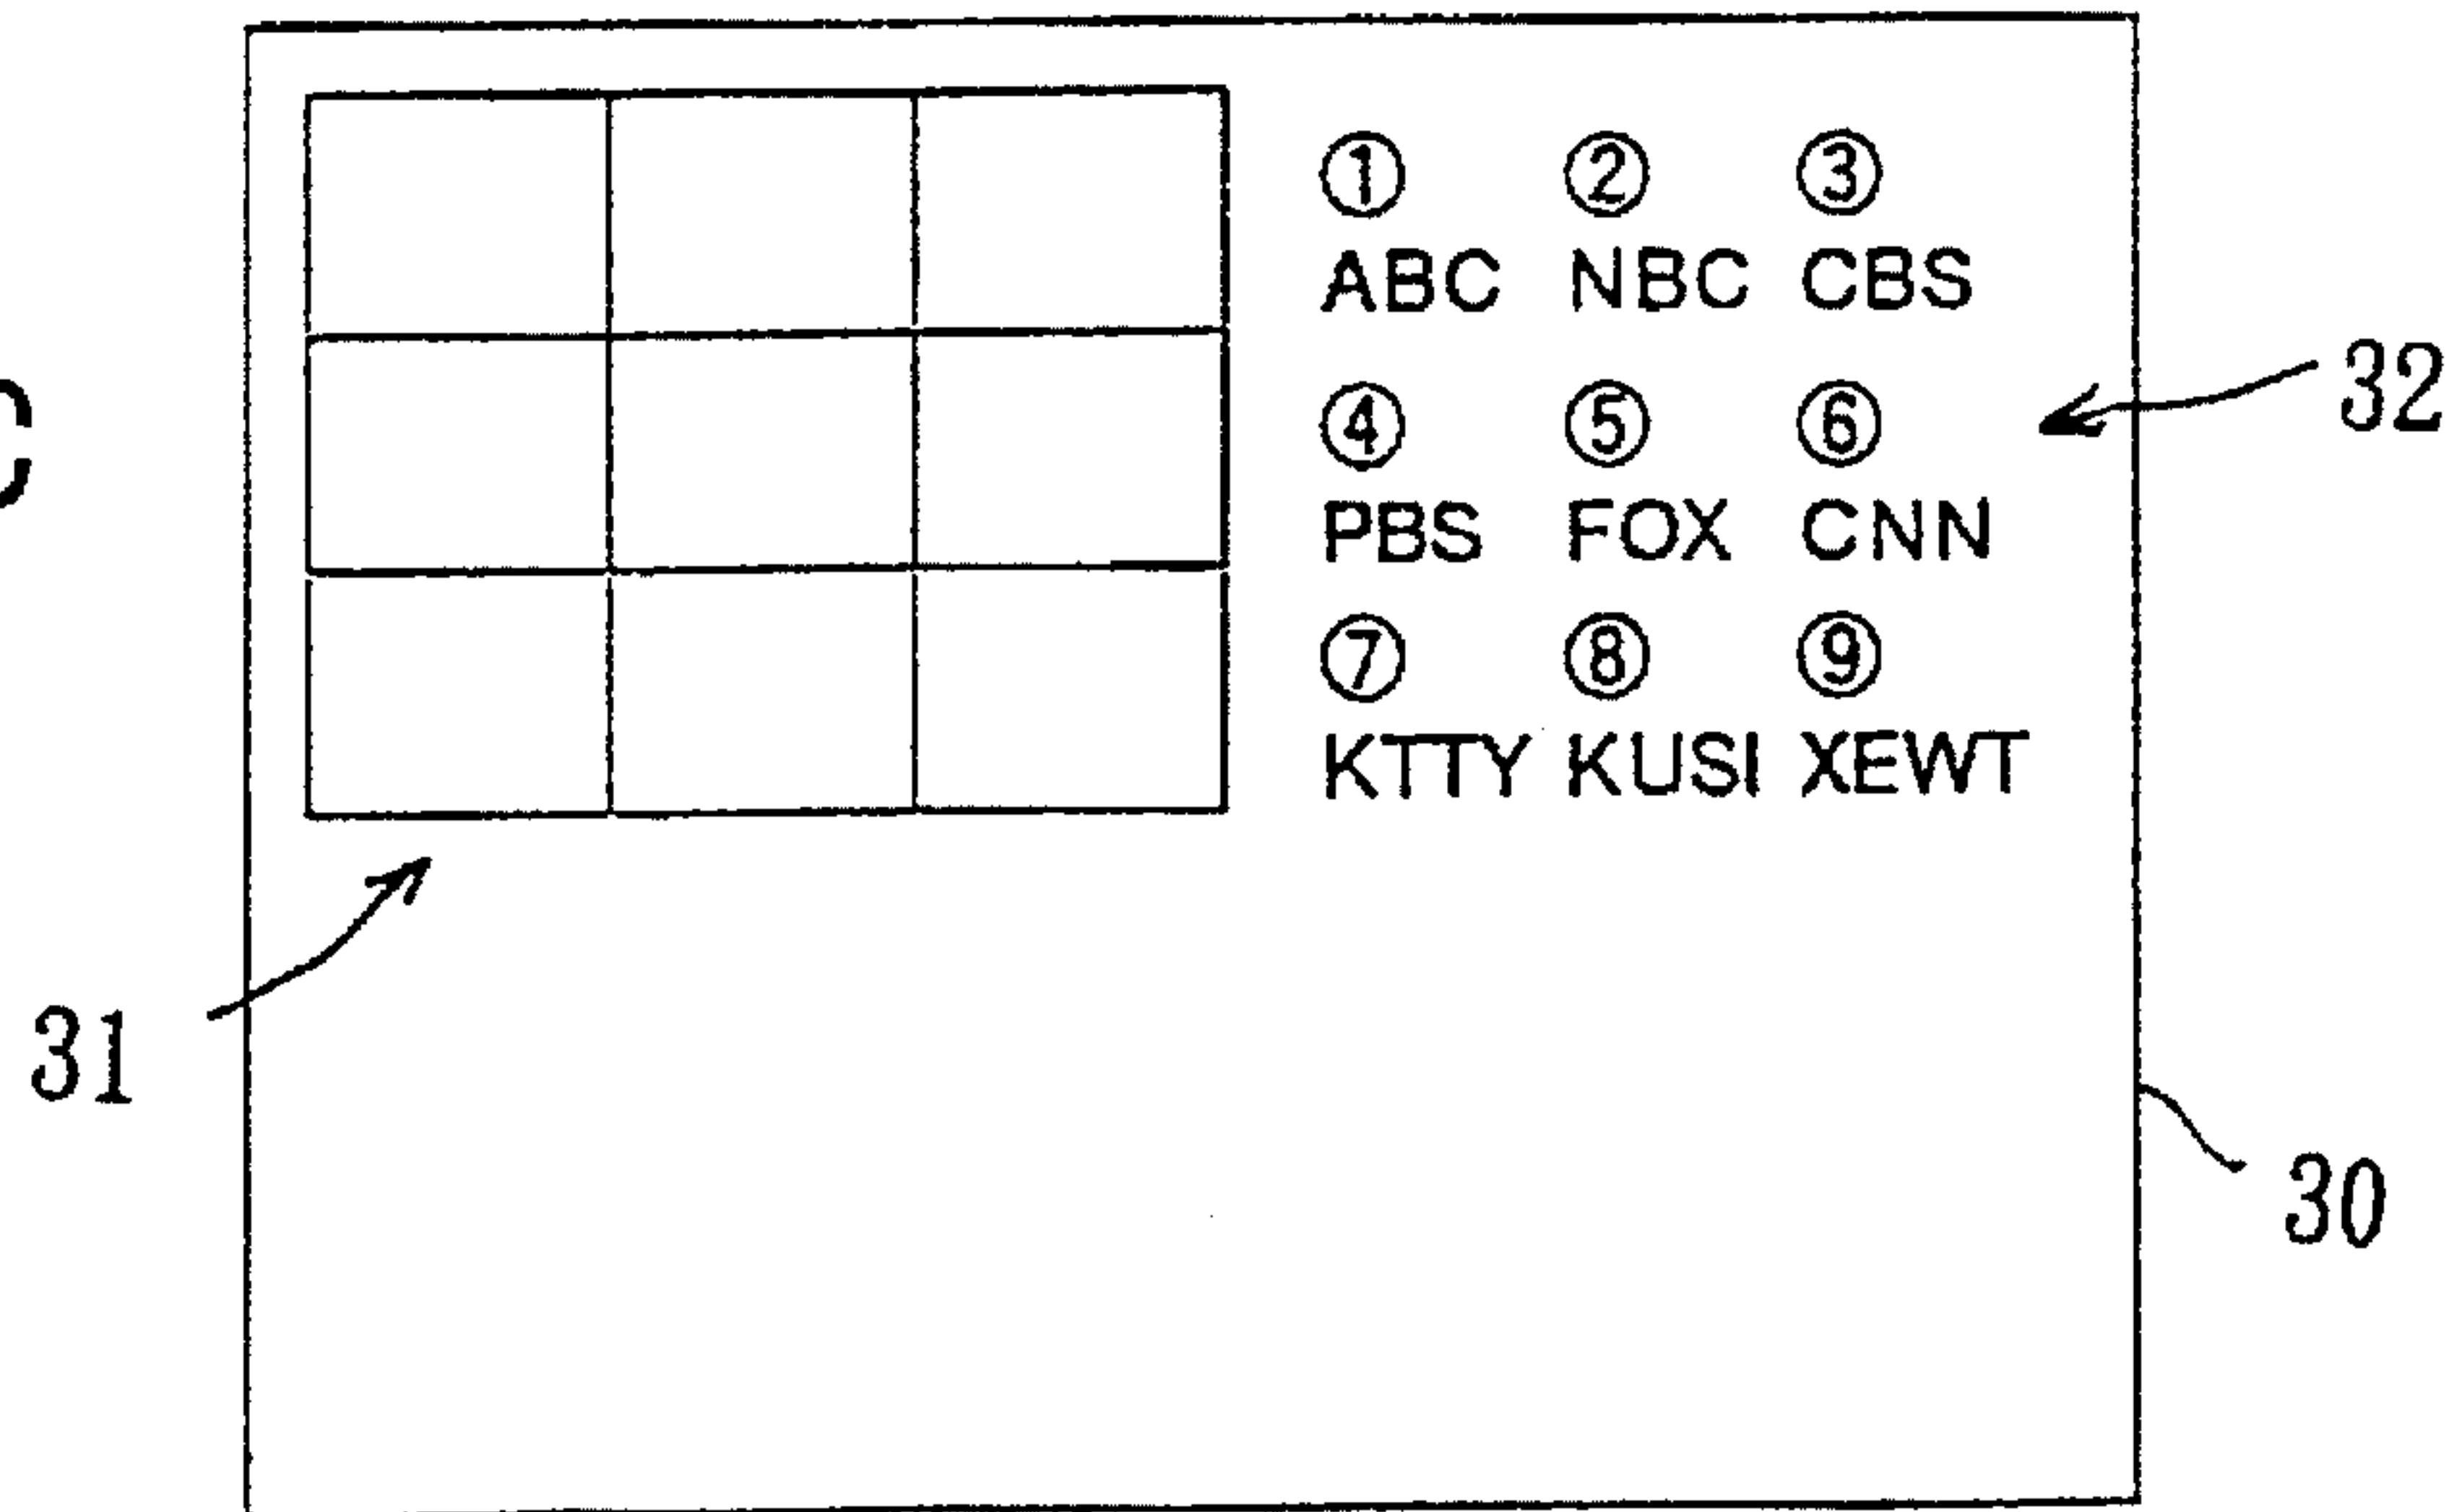 ① ② ③
ABC NBC CBS
32
④ ⑤ ⑥
PBS FOX CNN
⑦ ⑧ ⑨
KTTY KUSI XEWT
31
30